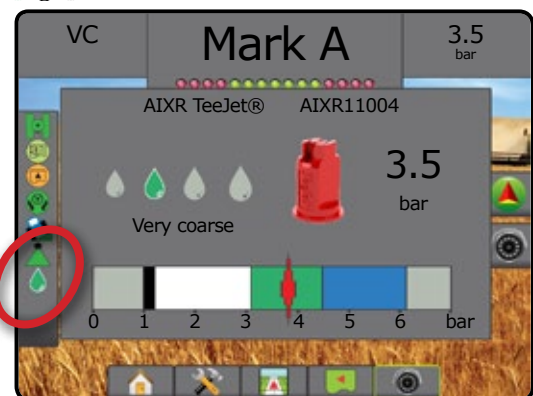 VC
Mark A
3.5
bar
AIXR TeeJet® AIXR11004
3.5
bar
Very coarse
0 1 2 3 4 5 6 bar